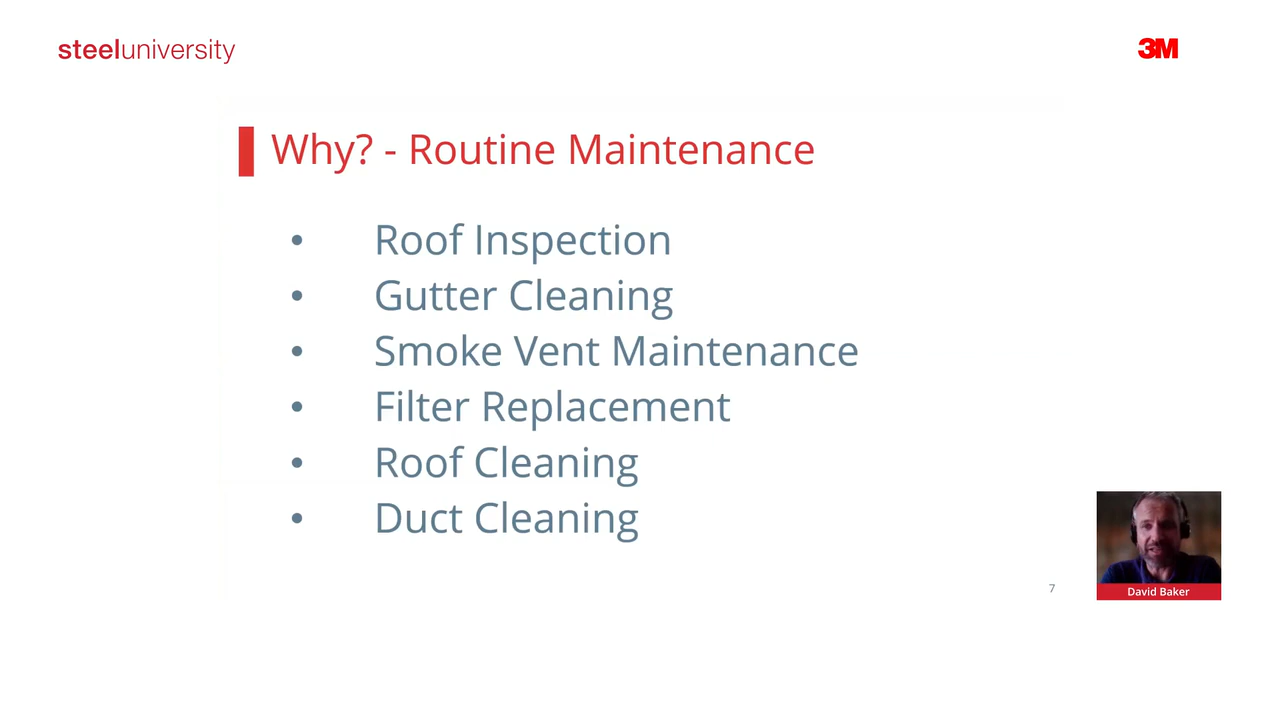 steeluniversity
3M
Why? - Routine Maintenance
• Roof Inspection
• Gutter Cleaning
• Smoke Vent Maintenance
• Filter Replacement
• Roof Cleaning
• Duct Cleaning
7
David Baker